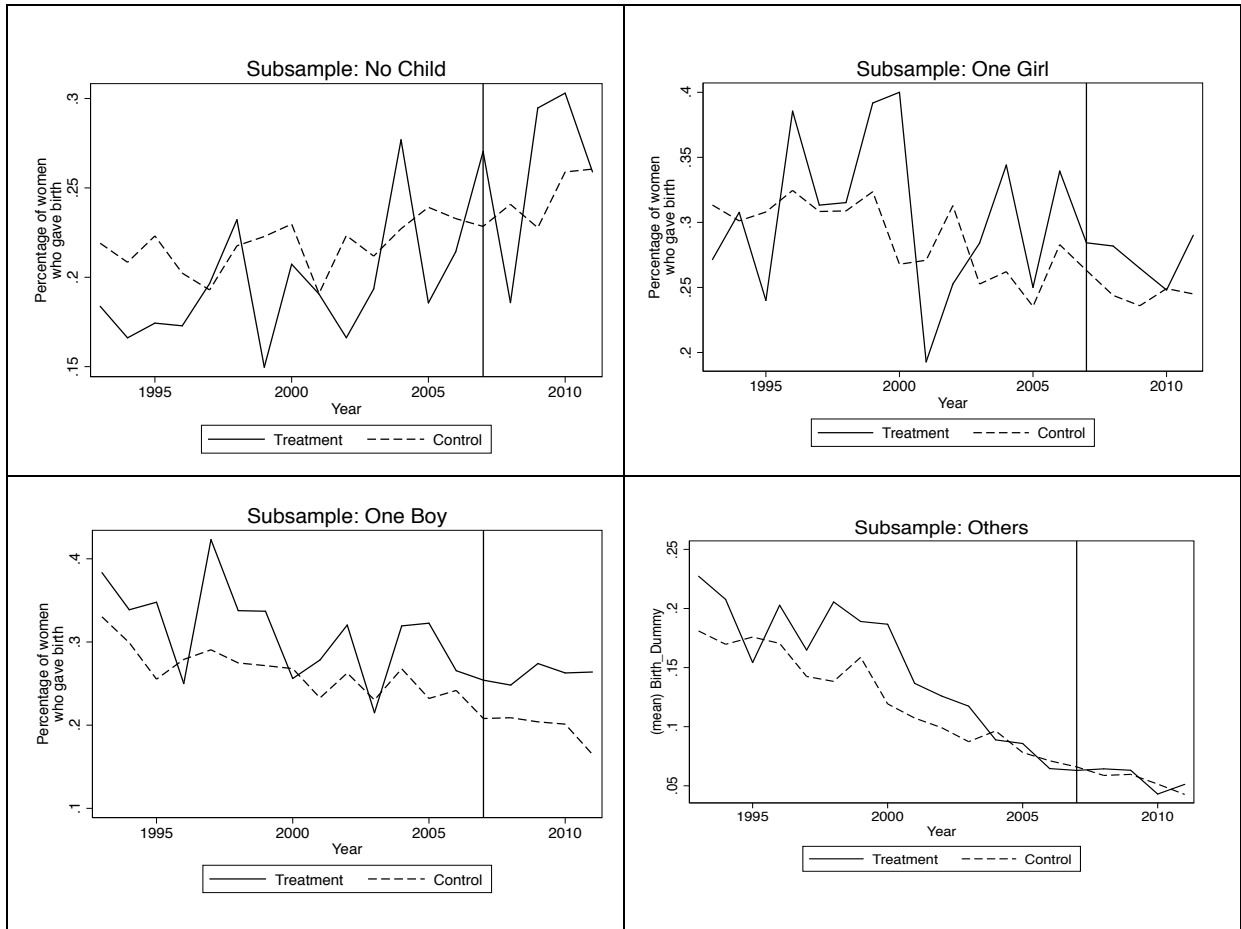 Subsample: No Child
Percentage of women
who gave birth
.3
.25
.2
.15
1995 2000 2005 2010
Year
Treatment Control
Subsample: One Girl
Percentage of women
who gave birth
.4
.35
.3
.25
.2
1995 2000 2005 2010
Year
Treatment Control
Subsample: One Boy
Percentage of women
who gave birth
.4
.3
.2
.1
1995 2000 2005 2010
Year
Treatment Control
Subsample: Others
(mean) Birth_Dummy
.25
.2
.15
.1
.05
1995 2000 2005 2010
Year
Treatment Control